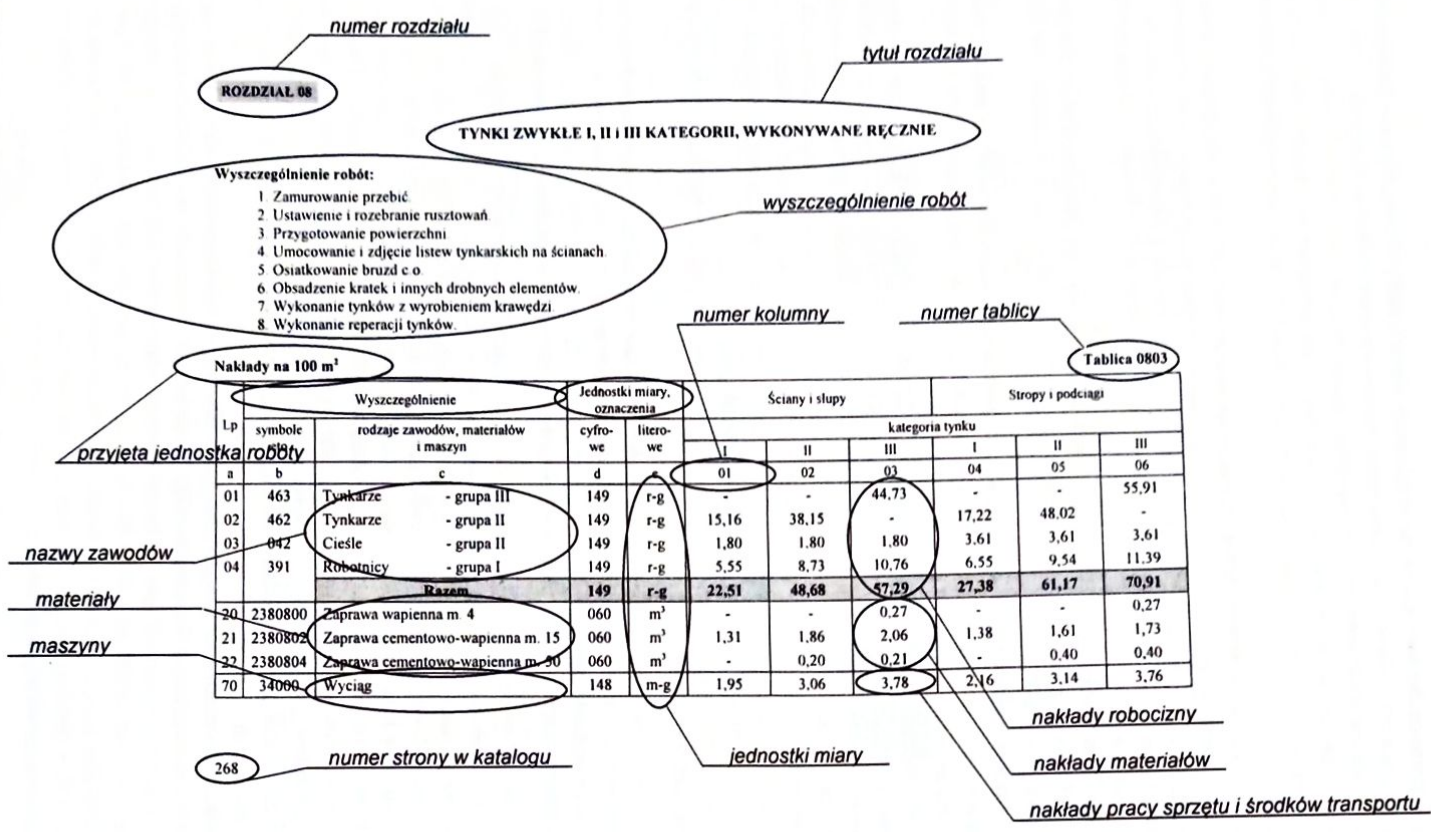 numer rozdziału
tytuł rozdziału
ROZDZIAŁ 08
TYNKI ZWYKŁE I, II i III KATEGORII, WYKONYWANE RĘCZNIE
Wyszczególnienie robót:
1. Zamurowanie przebić.
2. Ustawienie i rozebranie rusztowań.
3. Przygotowanie powierzchni.
4. Umocowanie i zdjęcie listew tynkarskich na ścianach.
5. Osiatkowanie bruzd c.o.
6. Obsadzenie kratek i innych drobnych elementów.
7. Wykonanie tynków z wyrobieniem krawędzi.
8. Wykonanie reperacji tynków.
wyszczególnienie robót
numer kolumny
numer tablicy
Nakłady na 100 m²
Tablica 0803
Lp Wyszczególnienie Jednostki miary, oznaczenia Ściany i słupy Stropy i podciągi
symbole rodzaje zawodów, materiałów i maszyn cyfrowe literowe kategoria tynku
przyjęta jednostka roboty
I II III I II III
a b c d e 01 02 03 04 05 06
01 463 Tynkarze - grupa III 149 r-g - - 44,73 - - 55,91
02 462 Tynkarze - grupa II 149 r-g 15,16 38,15 - 17,22 48,02 -
03 042 Cieśle - grupa II 149 r-g 1,80 1,80 1,80 3,61 3,61 3,61
04 391 Robotnicy - grupa I 149 r-g 5,55 8,73 10,76 6,55 9,54 11,39
Razem 149 r-g 22,51 48,68 57,29 27,38 61,17 70,91
20 2380800 Zaprawa wapienna m. 4 060 m³ - - 0,27 - - 0,27
21 2380802 Zaprawa cementowo-wapienna m. 15 060 m³ 1,31 1,86 2,06 1,38 1,61 1,73
22 2380804 Zaprawa cementowo-wapienna m. 50 060 m³ - 0,20 0,21 - 0,40 0,40
70 34000 Wyciąg 148 m-g 1,95 3,06 3,78 2,16 3,14 3,76
nazwy zawodów
materiały
maszyny
nakłady robocizny
268
numer strony w katalogu
jednostki miary
nakłady materiałów
nakłady pracy sprzętu i środków transportu